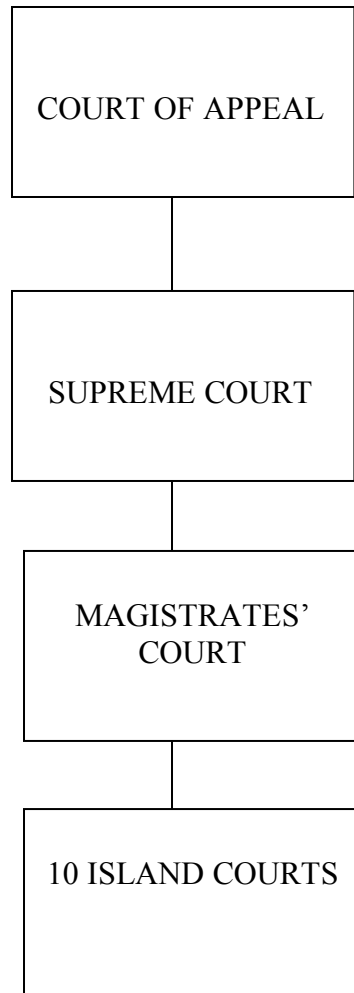 COURT OF APPEAL
SUPREME COURT
MAGISTRATES’
COURT
10 ISLAND COURTS